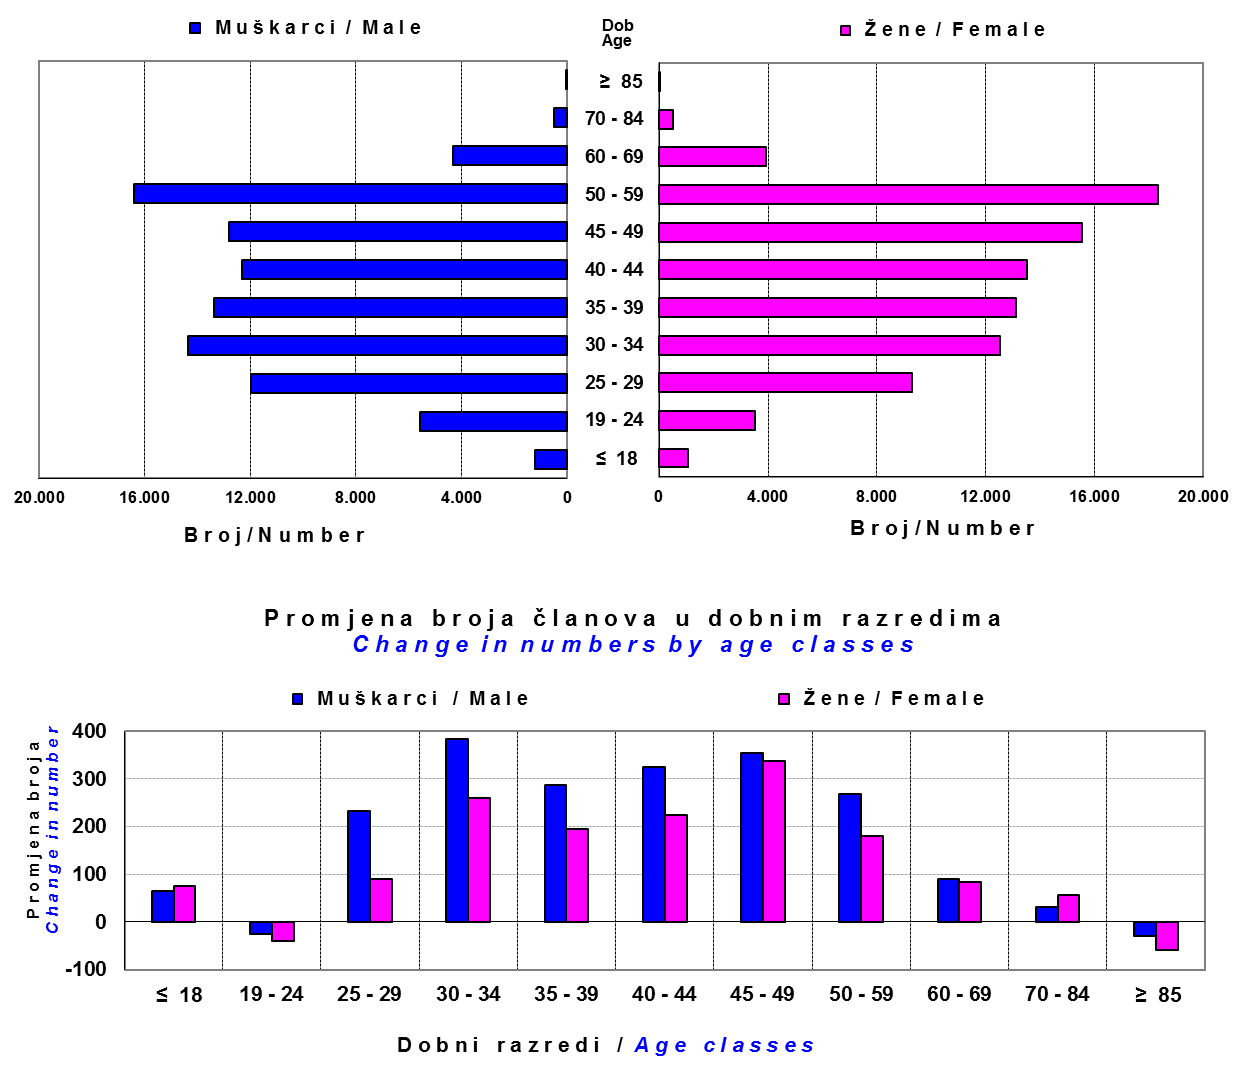 Muškarci / Male
Dob
Age
Žene / Female
≥ 85
70 - 84
60 - 69
50 - 59
45 - 49
40 - 44
35 - 39
30 - 34
25 - 29
19 - 24
≤ 18
20.000 16.000 12.000 8.000 4.000 0
0 4.000 8.000 12.000 16.000 20.000
Broj/Number
Broj/Number
Promjena broja članova u dobnim razredima
Change in numbers by age classes
Muškarci / Male
Žene / Female
Promjena broja
Change in number
400
300
200
100
0
-100
≤ 18 19 - 24 25 - 29 30 - 34 35 - 39 40 - 44 45 - 49 50 - 59 60 - 69 70 - 84 ≥ 85
Dobni razredi / Age classes